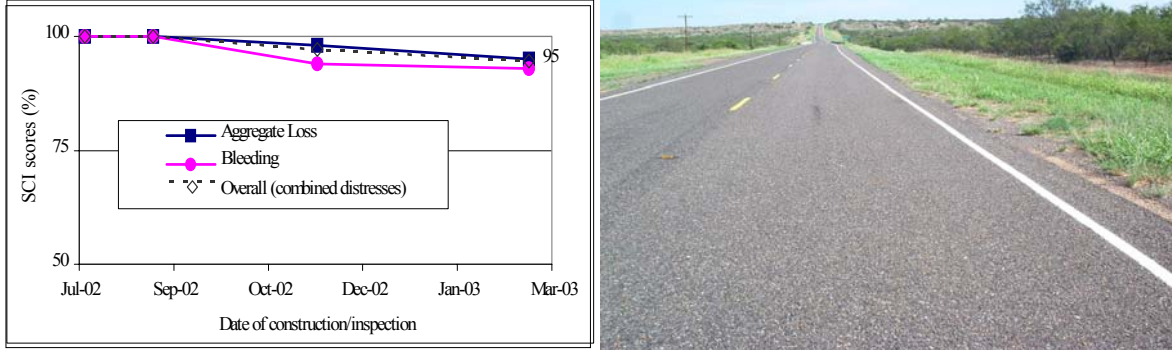 100
95
75
50
SCI scores (%)
Aggregate Loss
Bleeding
Overall (combined distresses)
Jul-02 Sep-02 Oct-02 Dec-02 Jan-03 Mar-03
Date of construction/inspection